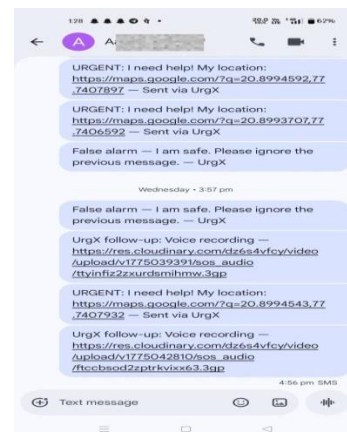 1:28
62%
A
URGENT: I need help! My location:
https://maps.google.com/?q=20.8994592,77
.7407897 — Sent via UrgX
URGENT: I need help! My location:
https://maps.google.com/?q=20.8993707,77
.7406592 — Sent via UrgX
False alarm — I am safe. Please ignore the
previous message. — UrgX
Wednesday • 3:57 pm
False alarm — I am safe. Please ignore the
previous message. — UrgX
UrgX follow-up: Voice recording —
https://res.cloudinary.com/dz6s4vfcy/video
/upload/v1775039391/sos_audio
/ttyinfiz2zxurdsmihmw.3gp
URGENT: I need help! My location:
https://maps.google.com/?q=20.8994543,77
.7407932 — Sent via UrgX
UrgX follow-up: Voice recording —
https://res.cloudinary.com/dz6s4vfcy/video
/upload/v1775042810/sos_audio
/ftccbsod2zptrkvixx63.3gp
4:56 pm SMS
Text message